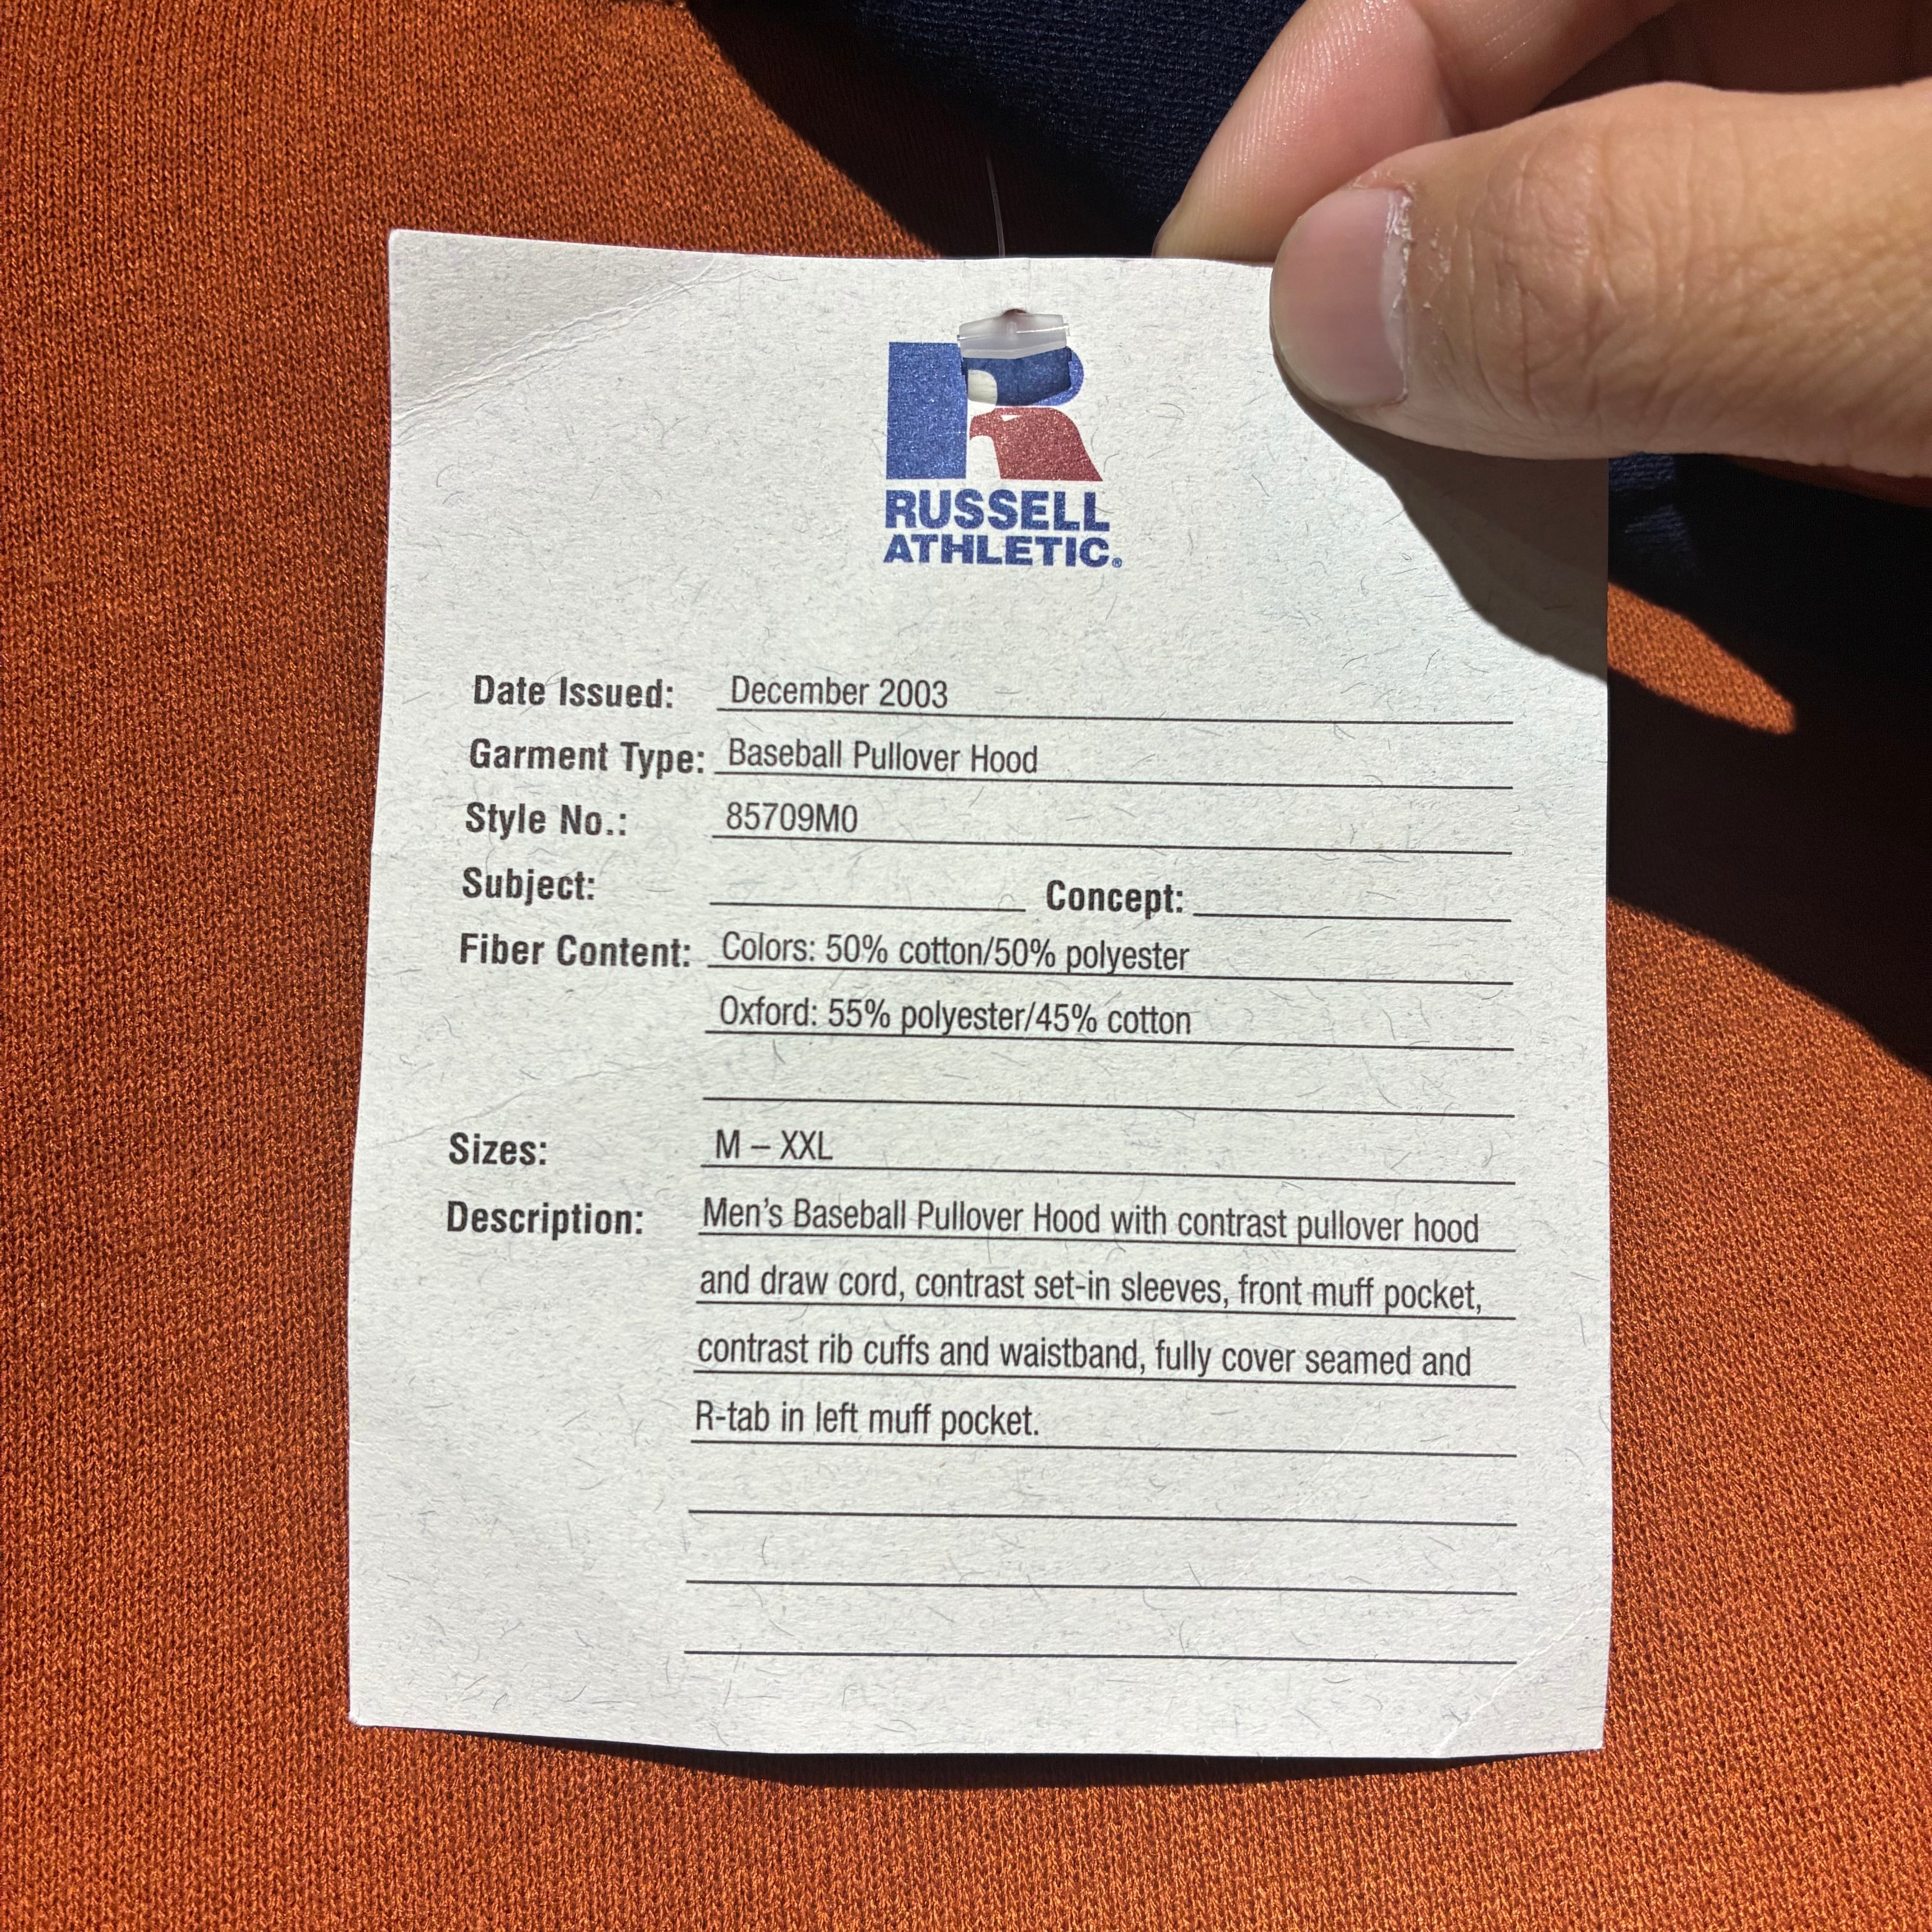 R
RUSSELL
ATHLETIC®
Date Issued: December 2003
Garment Type: Baseball Pullover Hood
Style No.: 85709M0
Subject: Concept:
Fiber Content: Colors: 50% cotton/50% polyester
Oxford: 55% polyester/45% cotton
Sizes: M – XXL
Description: Men's Baseball Pullover Hood with contrast pullover hood
and draw cord, contrast set-in sleeves, front muff pocket,
contrast rib cuffs and waistband, fully cover seamed and
R-tab in left muff pocket.